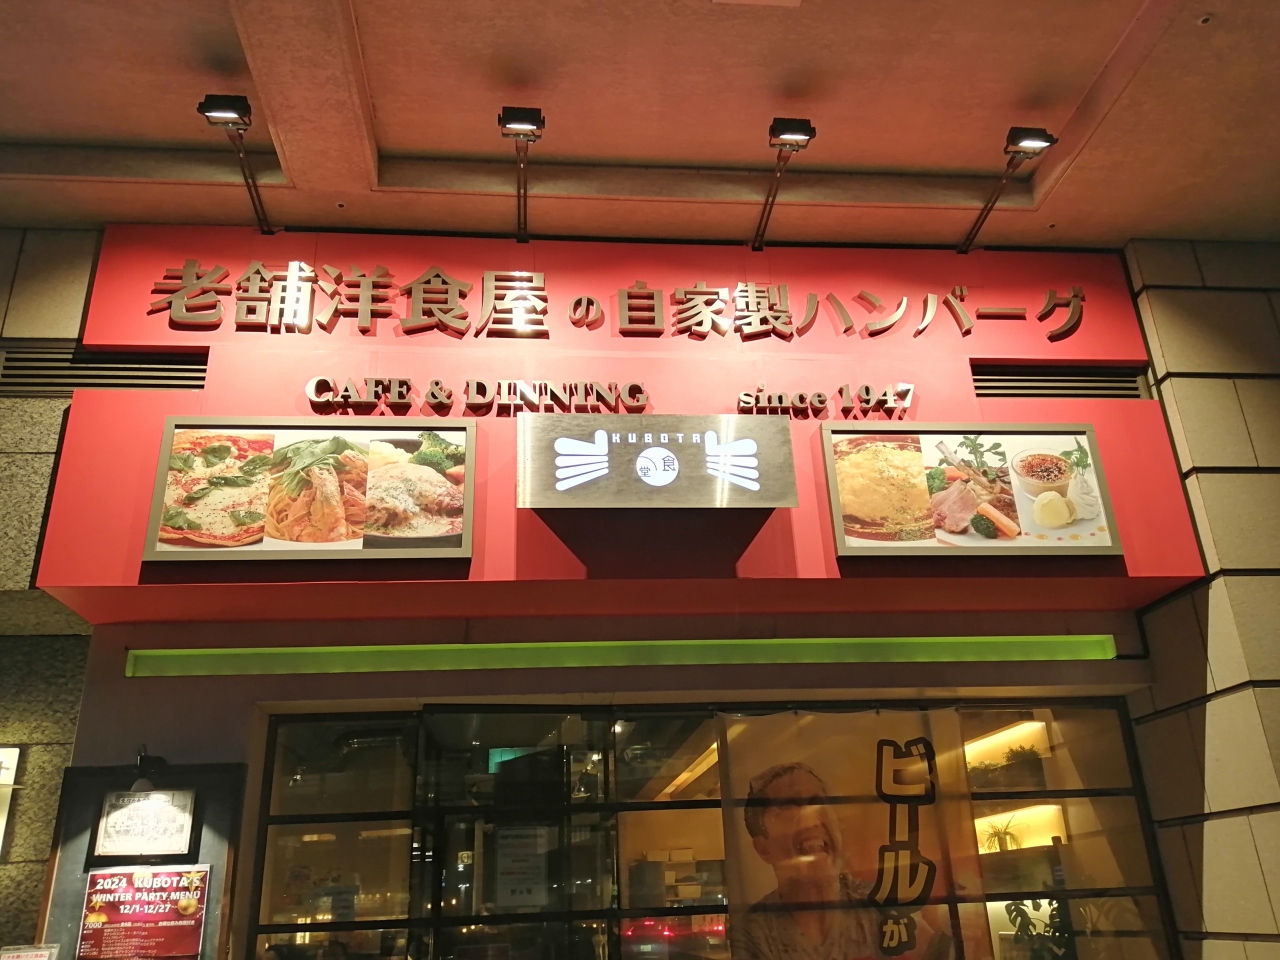 老舗洋食屋の自家製ハンバーグ
CAFE & DINNING since 1947
KUBOTA
食堂
ビールが
2024 KUBOTA'S
WINTER PARTY MENU
12/1-12/27
7000